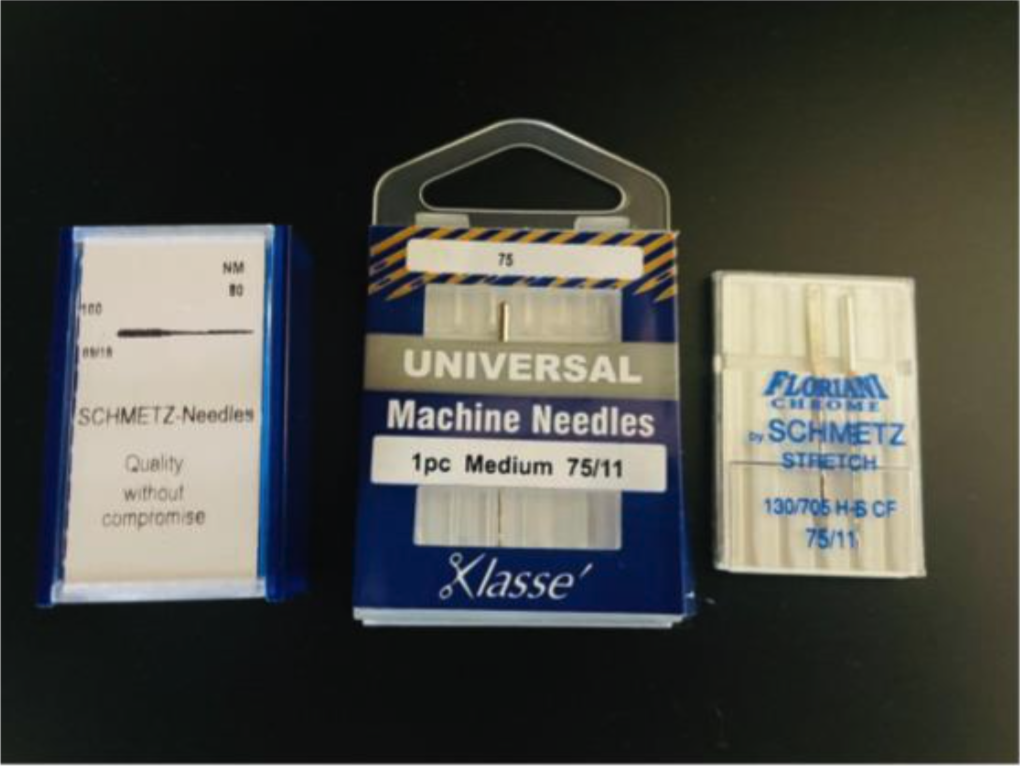 NM
80
100
SCHMETZ-Needles
Quality
without
compromise
75
UNIVERSAL
Machine Needles
1pc Medium 75/11
Klasse´
FLORIANI
CHROME
by SCHMETZ
STRETCH
130/705 H-S CF
75/11